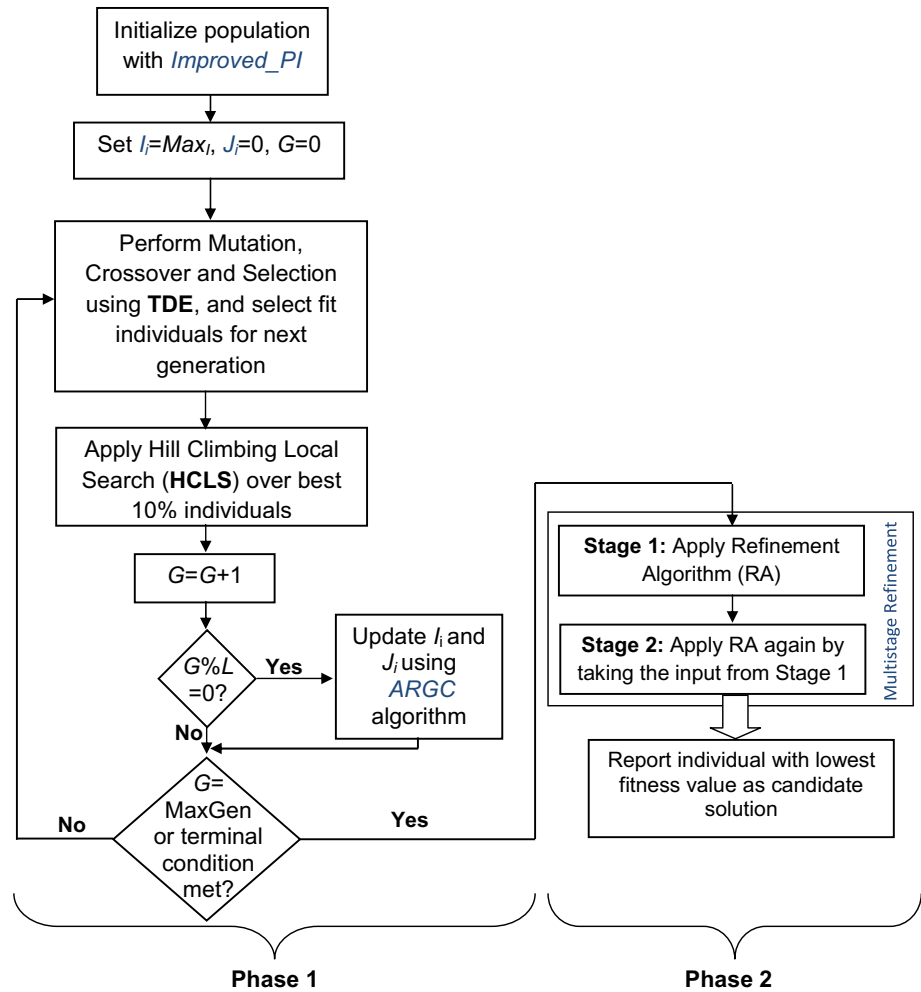 Initialize population
with Improved_PI
Set Iᵢ=Max_I, Jᵢ=0, G=0
Perform Mutation,
Crossover and Selection
using TDE, and select fit
individuals for next
generation
Apply Hill Climbing Local
Search (HCLS) over best
10% individuals
G=G+1
G%L
=0?
Yes
Update Iᵢ and
Jᵢ using
ARGC
algorithm
No
G=
MaxGen
or terminal
condition
met?
No
Yes
Phase 1
Stage 1: Apply Refinement
Algorithm (RA)
Stage 2: Apply RA again by
taking the input from Stage 1
Multistage Refinement
Report individual with lowest
fitness value as candidate
solution
Phase 2